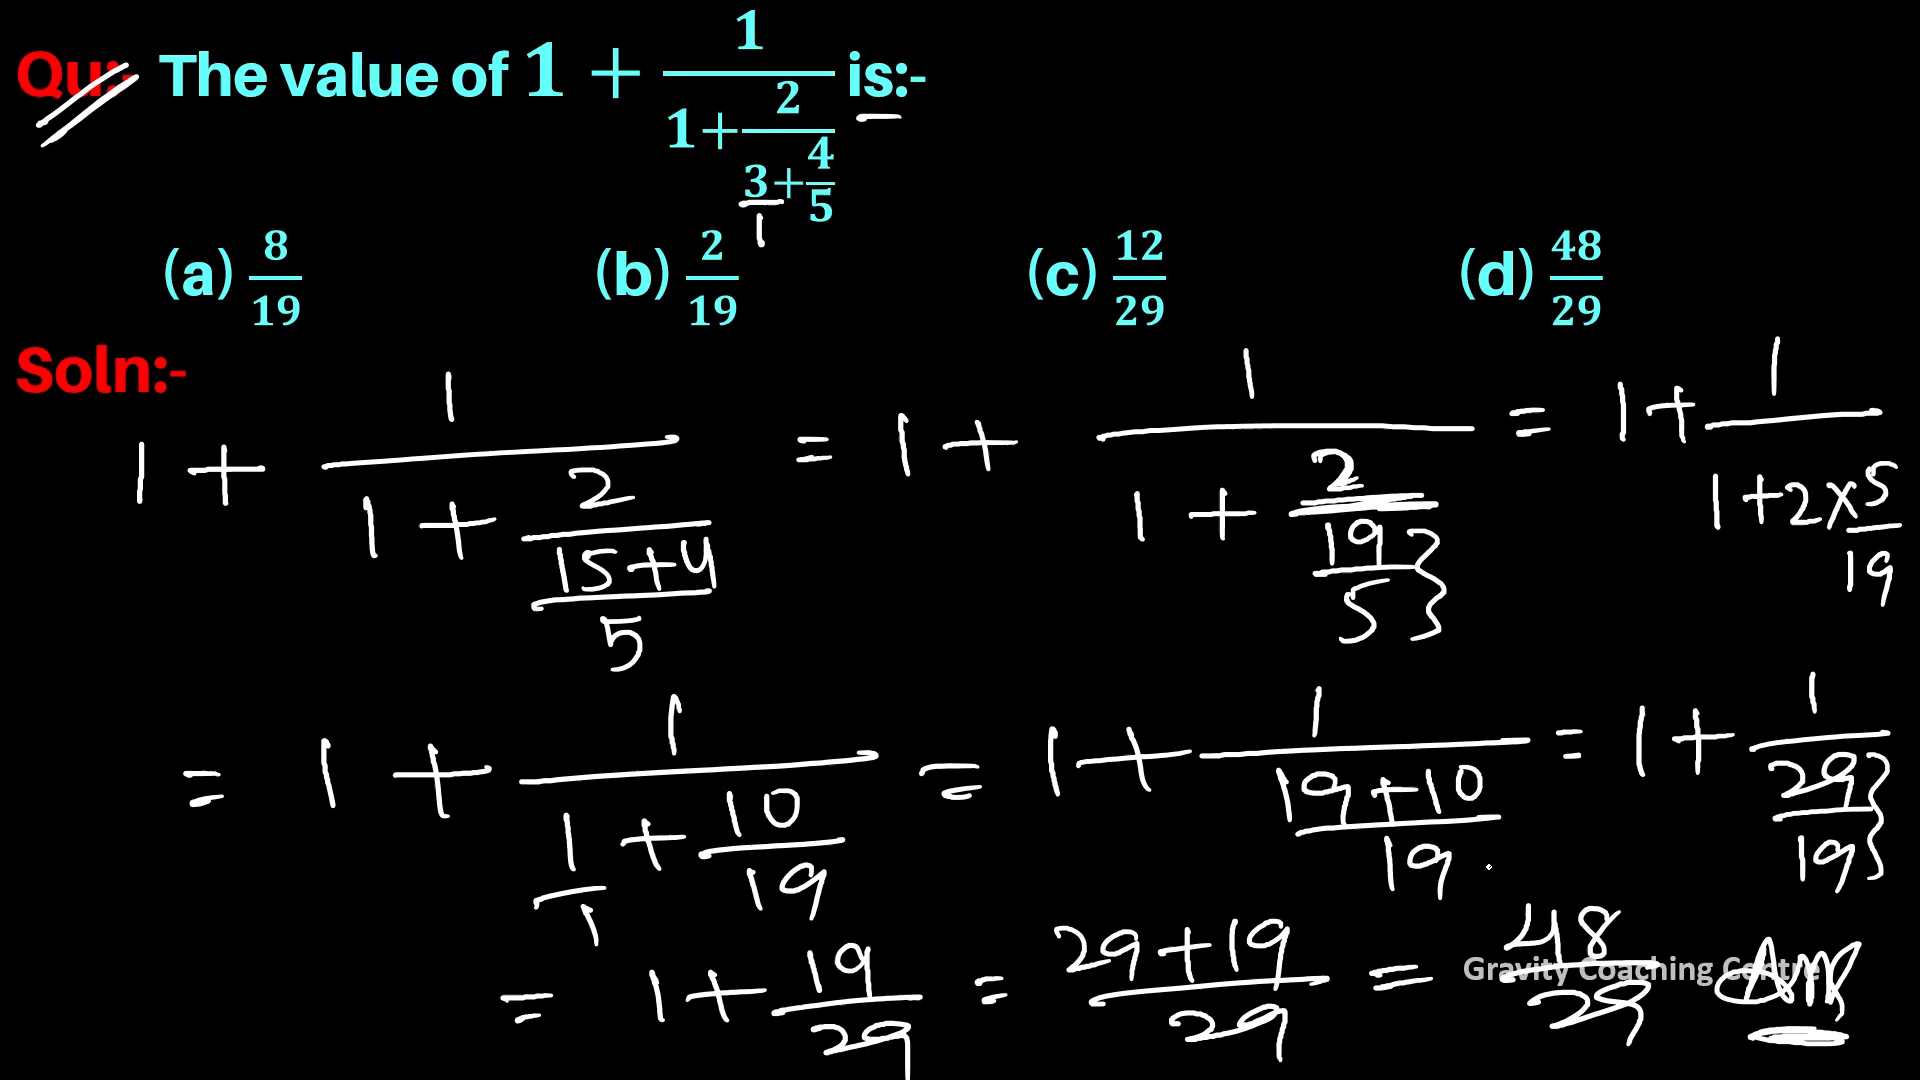 Qu:- The value of 1 + 1/(1+2/(3+4/5)) is:-
1
(a) 8/19 (b) 2/19 (c) 12/29 (d) 48/29
Soln:-
1 + 1/(1 + 2/((15+4)/5)) = 1 + 1/(1 + 2/(19/5)) = 1 + 1/(1+2×5/19)
= 1 + 1/(1/1 + 10/19) = 1 + 1/((19+10)/19) = 1 + 1/(29/19)
= 1 + 19/29 = (29+19)/29 = 48/29 Ans
Gravity Coaching Centre